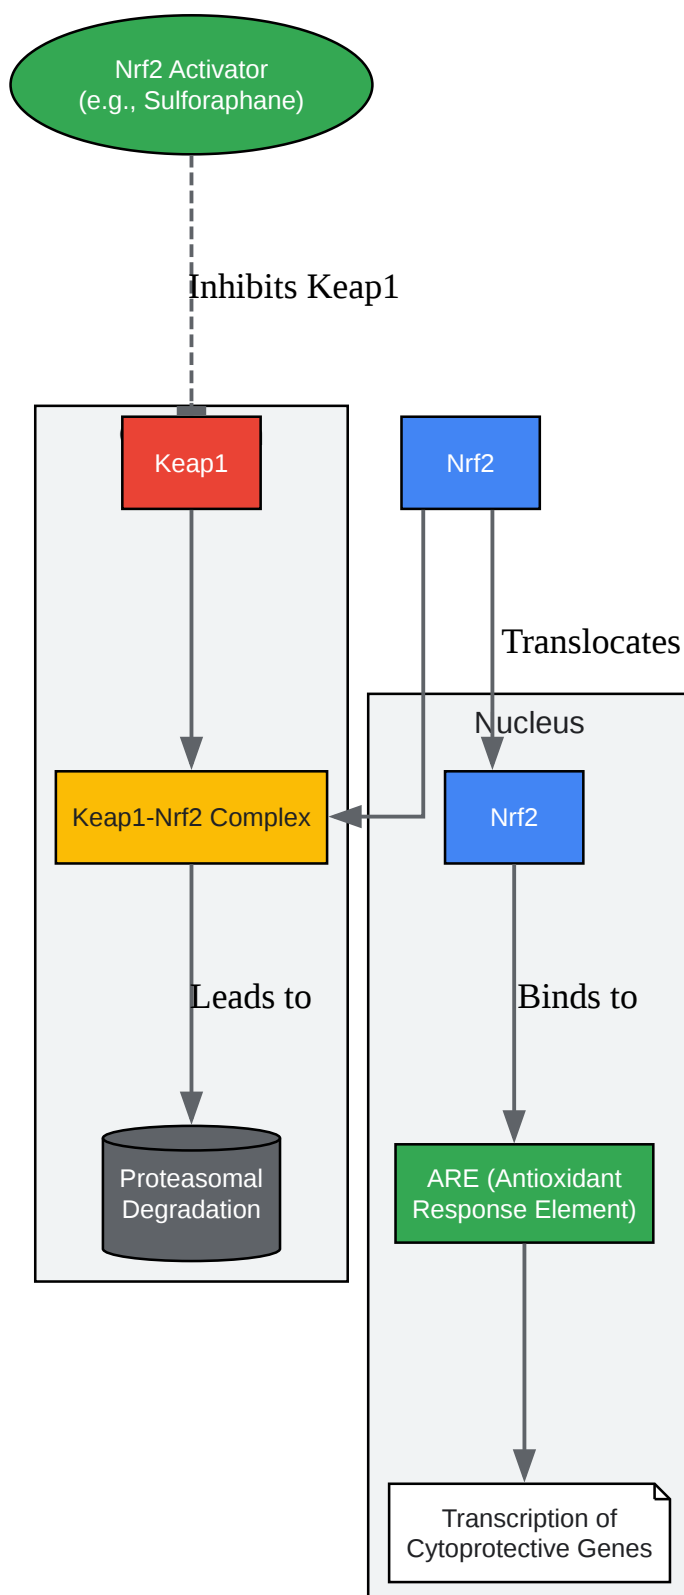 Nrf2 Activator
(e.g., Sulforaphane)
Inhibits Keap1
Keap1
Nrf2
Translocates
Nucleus
Keap1-Nrf2 Complex
Nrf2
Leads to
Binds to
Proteasomal
Degradation
ARE (Antioxidant
Response Element)
Transcription of
Cytoprotective Genes